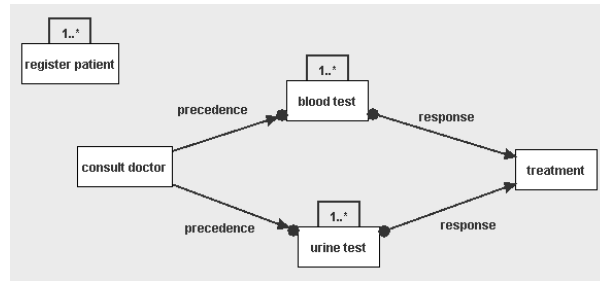 1..*
register patient
1..*
blood test
precedence
response
consult doctor
treatment
precedence
1..*
response
urine test